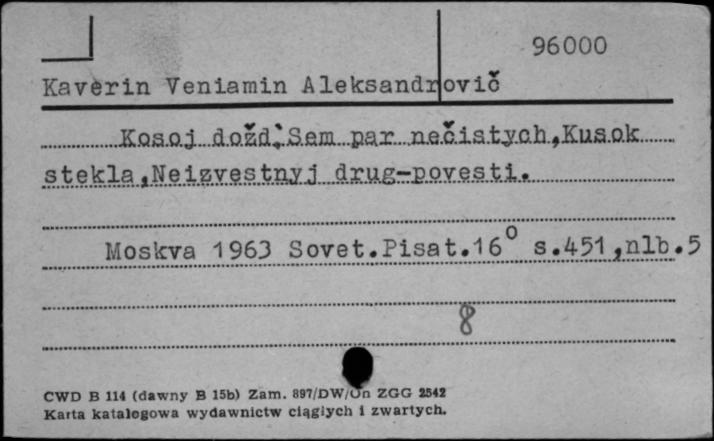 96000
Kaverin Veniamin Aleksandrovič
Kosoj dožd; Sem par nečistych,Kusok
stekla,Neizvestnyj drug-povesti.
Moskva 1963 Sovet.Pisat.16° s.451,nlb.5
8
CWD B 114 (dawny B 15b) Zam. 897/DW/Un ZGG 2542
Karta katalogowa wydawnictw ciągłych i zwartych.